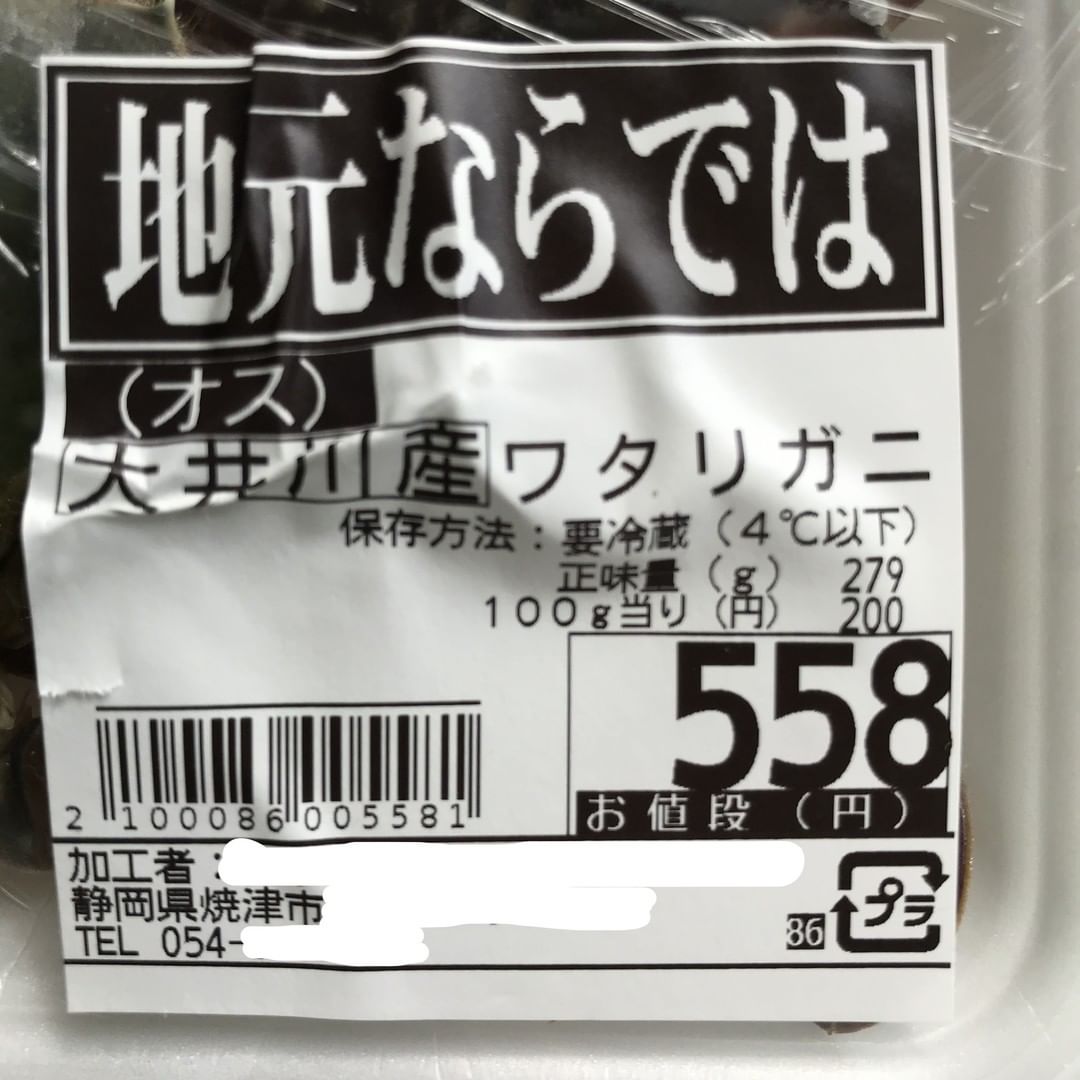 地元ならでは
（オス）
大井川産ワタリガニ
保存方法：要冷蔵（4℃以下）
正味量（g） 279
100g当り（円） 200
558
お値段（円）
2 100086 005581
加工者：
静岡県焼津市
TEL 054-
86
プラ